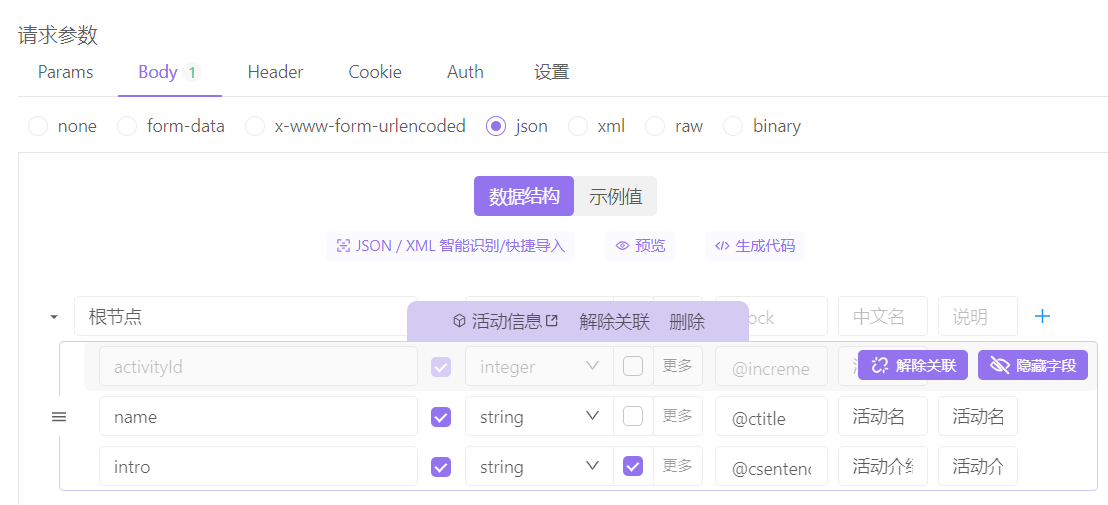 请求参数
Params Body 1 Header Cookie Auth 设置
none form-data x-www-form-urlencoded json xml raw binary
数据结构 示例值
JSON / XML 智能识别/快捷导入 预览 生成代码
根节点 活动信息 解除关联 删除 ock 中文名 说明
activityId integer 更多 @increme 解除关联 隐藏字段
name string 更多 @ctitle 活动名 活动名
intro string 更多 @csentenc 活动介绍 活动介